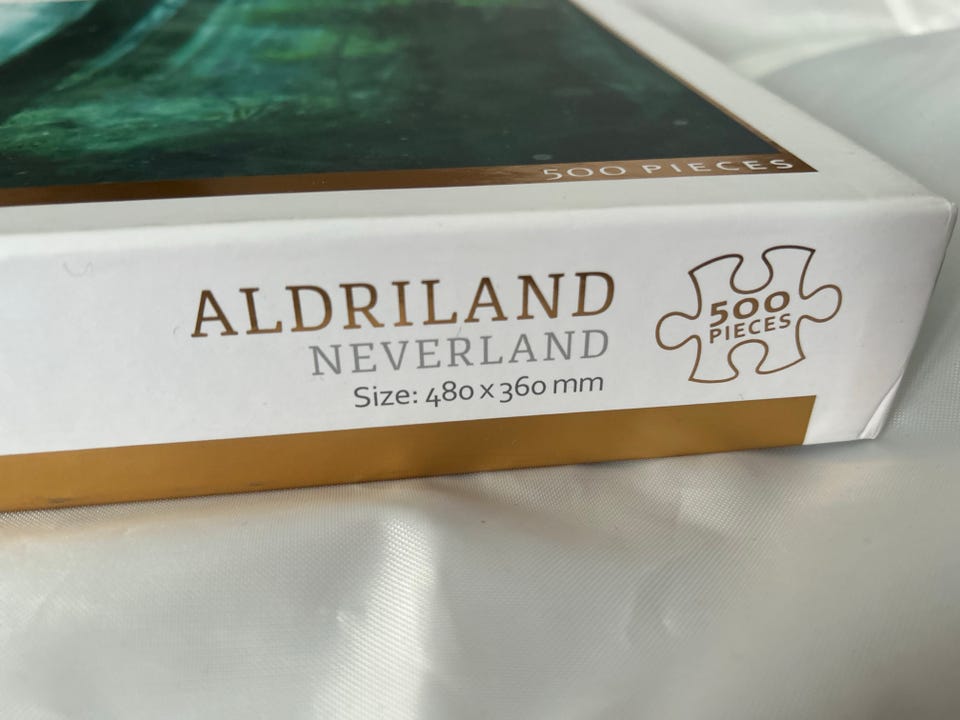 500 PIECES
ALDRILAND
NEVERLAND
Size: 480 x 360 mm
500
PIECES